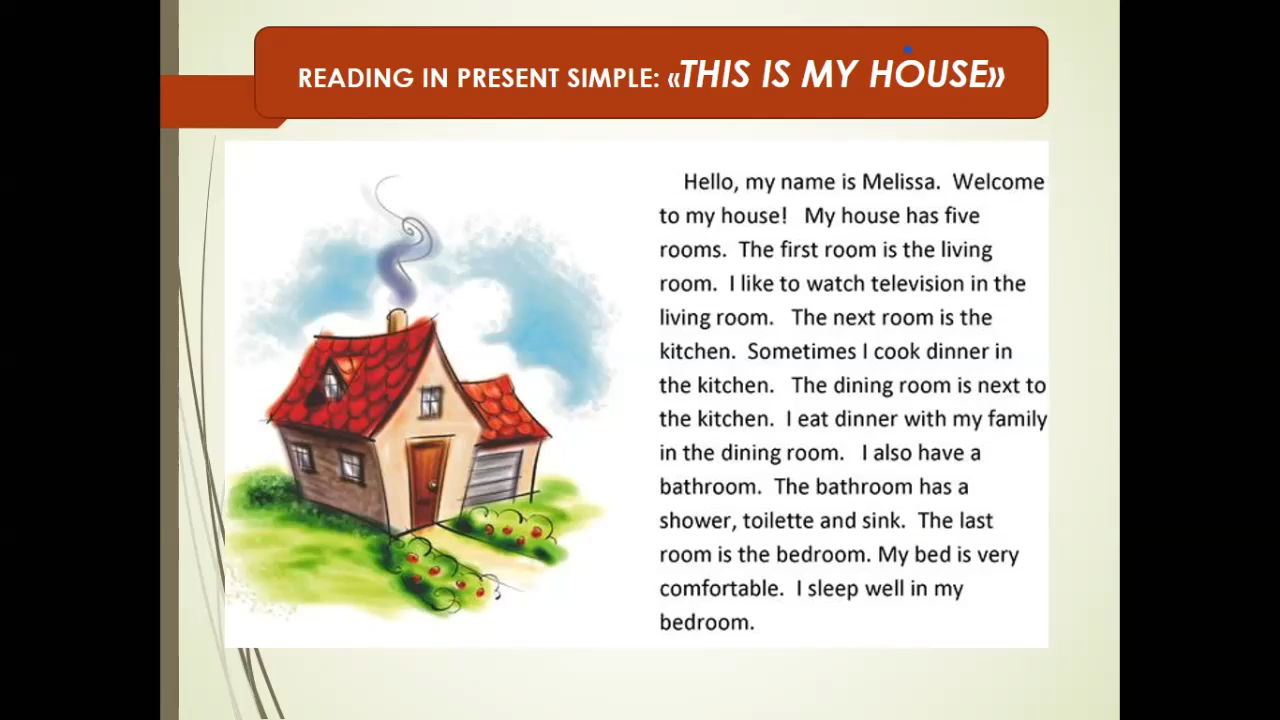 READING IN PRESENT SIMPLE: «THIS IS MY HOUSE»
Hello, my name is Melissa. Welcome
to my house! My house has five
rooms. The first room is the living
room. I like to watch television in the
living room. The next room is the
kitchen. Sometimes I cook dinner in
the kitchen. The dining room is next to
the kitchen. I eat dinner with my family
in the dining room. I also have a
bathroom. The bathroom has a
shower, toilette and sink. The last
room is the bedroom. My bed is very
comfortable. I sleep well in my
bedroom.